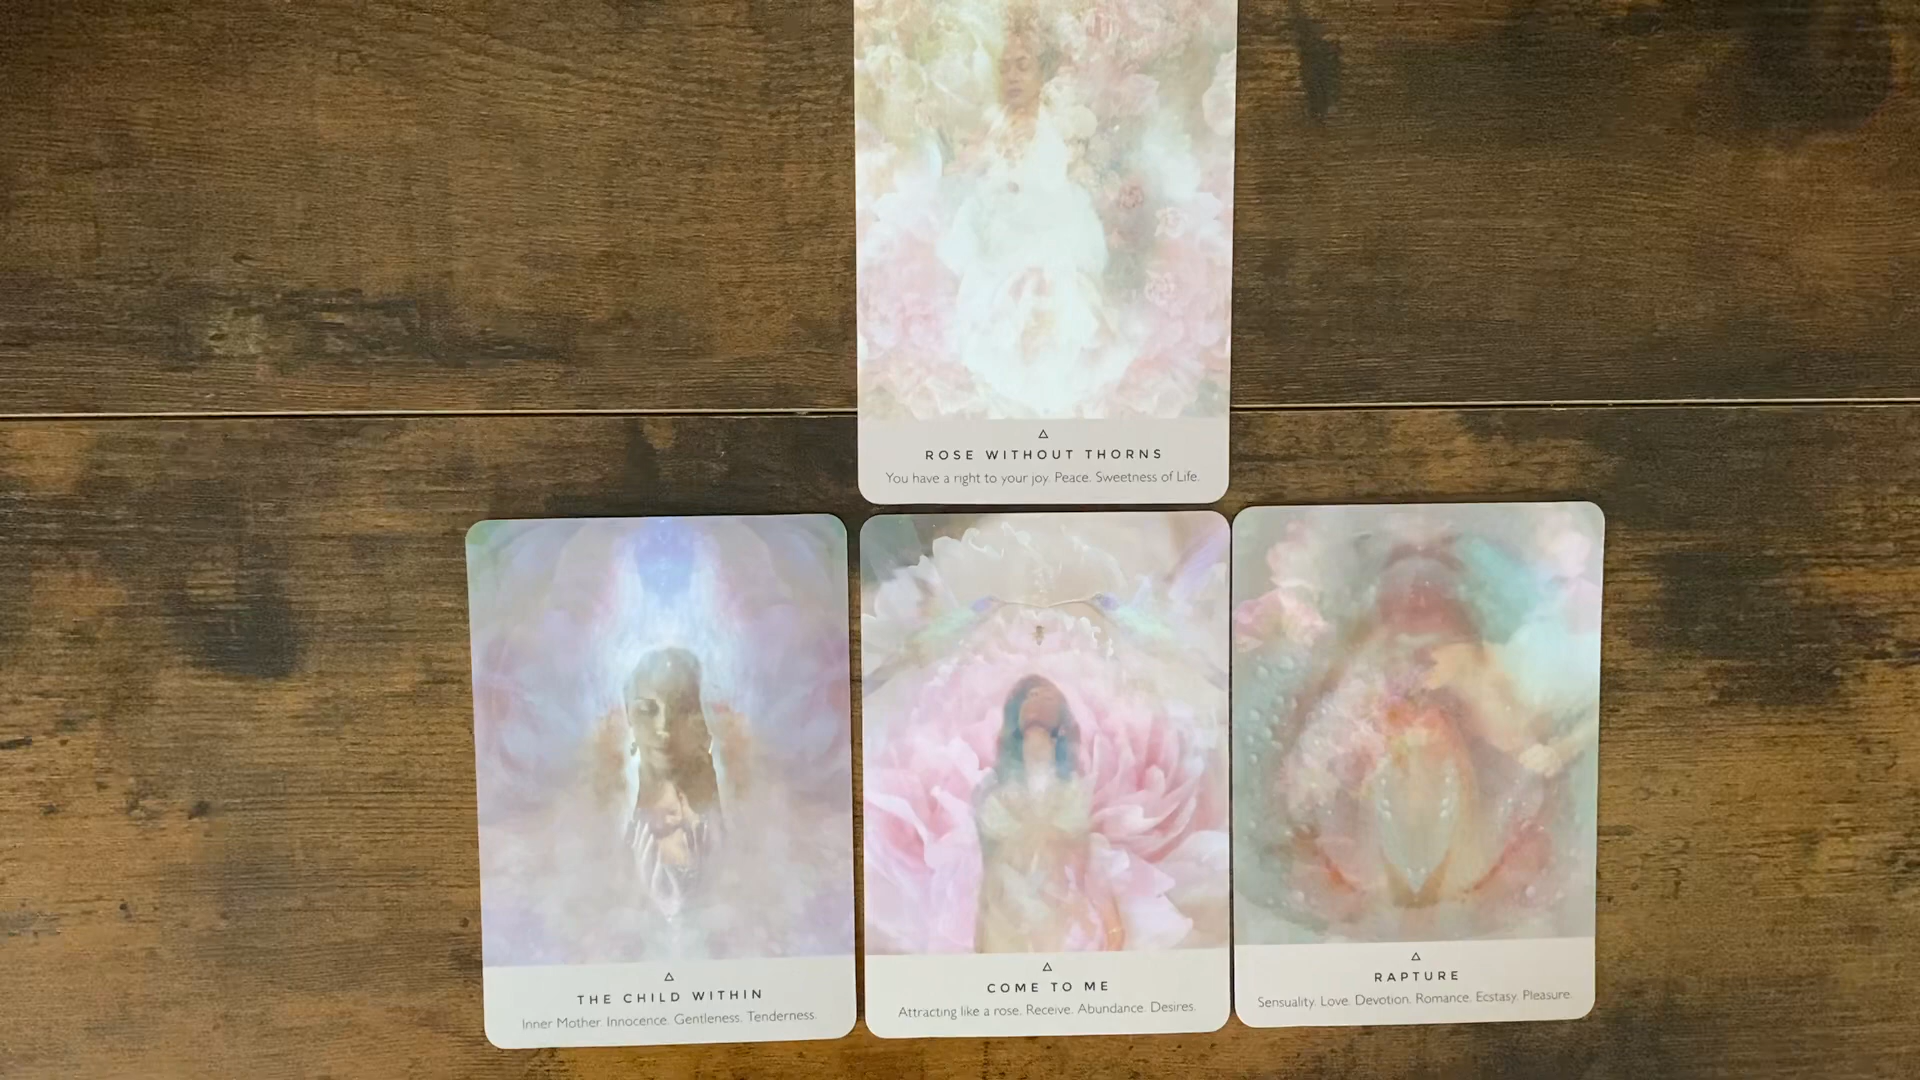 ROSE WITHOUT THORNS
You have a right to your joy. Peace. Sweetness of Life.
THE CHILD WITHIN
Inner Mother. Innocence. Gentleness. Tenderness.
COME TO ME
Attracting like a rose. Receive. Abundance. Desires.
RAPTURE
Sensuality. Love. Devotion. Romance. Ecstasy. Pleasure.